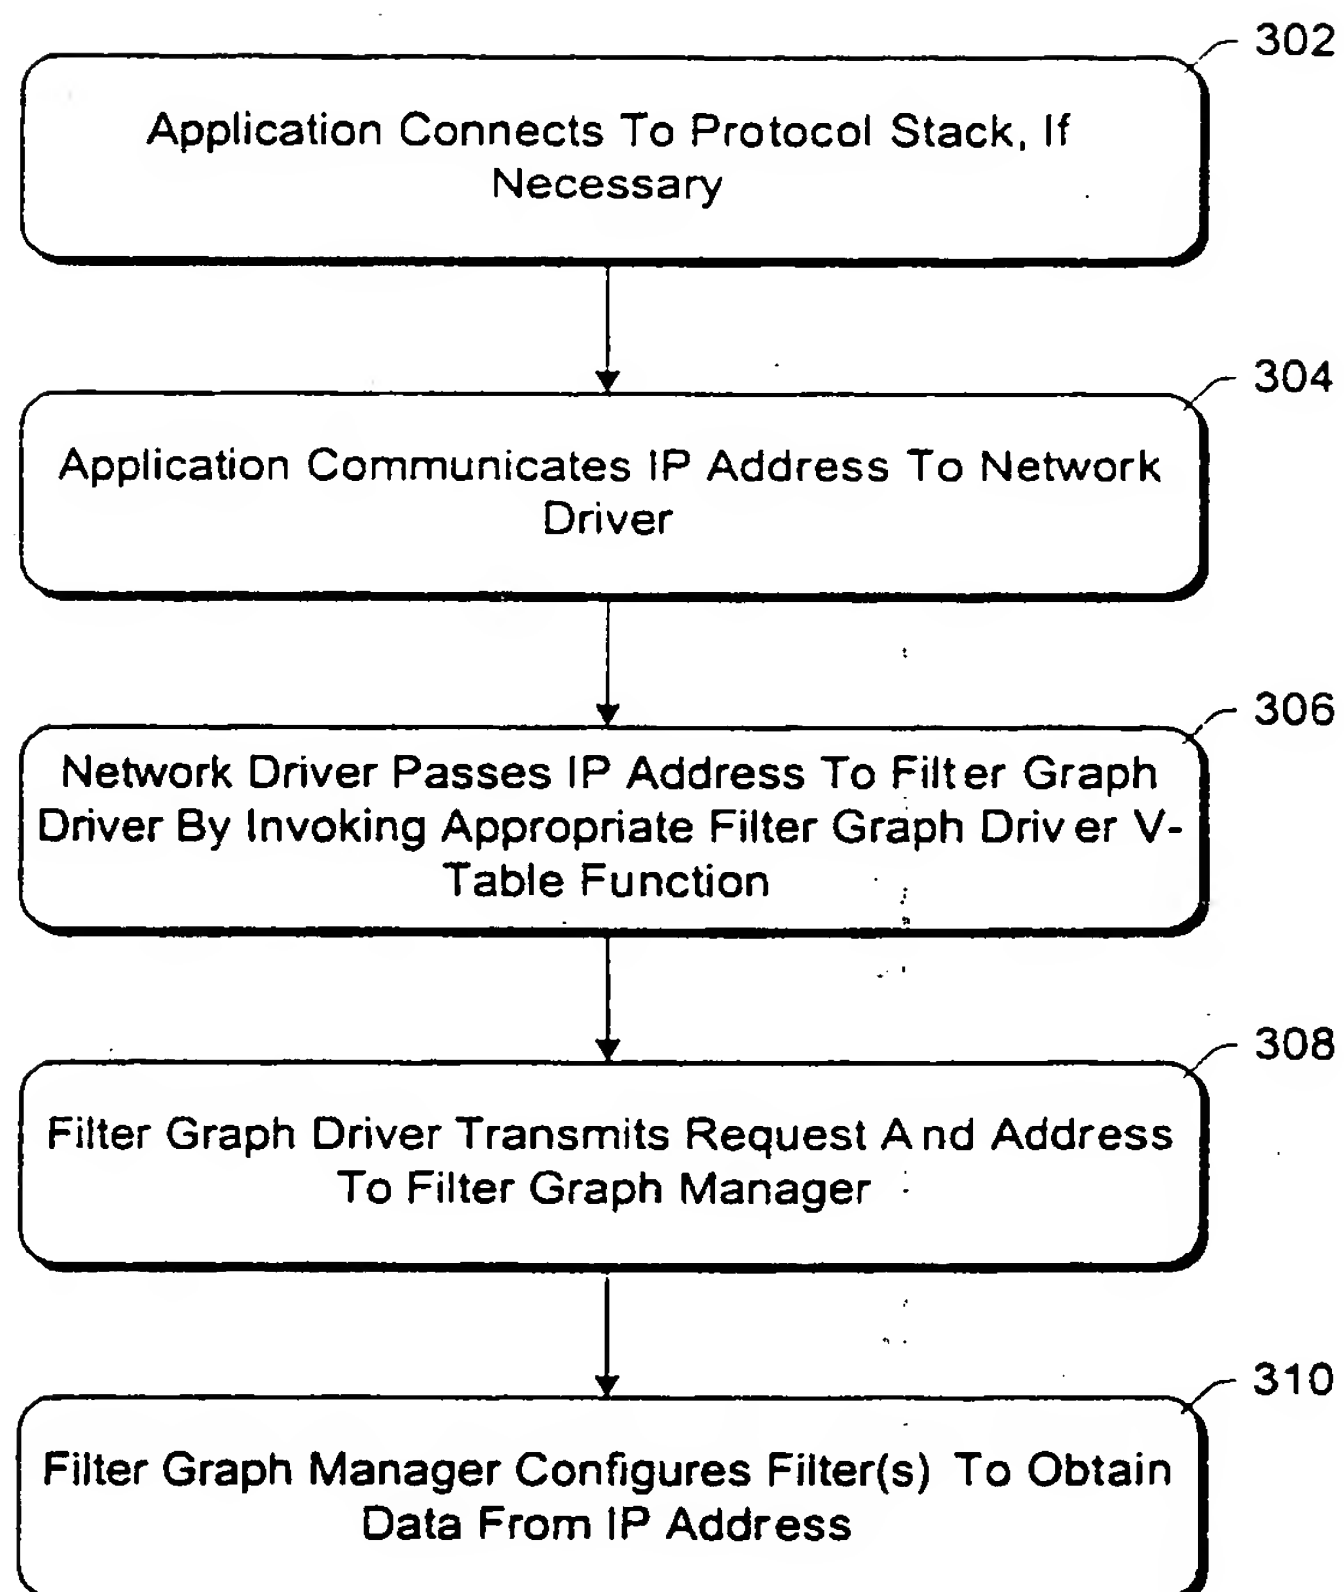 302
Application Connects To Protocol Stack, If
Necessary
304
Application Communicates IP Address To Network
Driver
306
Network Driver Passes IP Address To Filter Graph
Driver By Invoking Appropriate Filter Graph Driver V-
Table Function
308
Filter Graph Driver Transmits Request And Address
To Filter Graph Manager
310
Filter Graph Manager Configures Filter(s) To Obtain
Data From IP Address